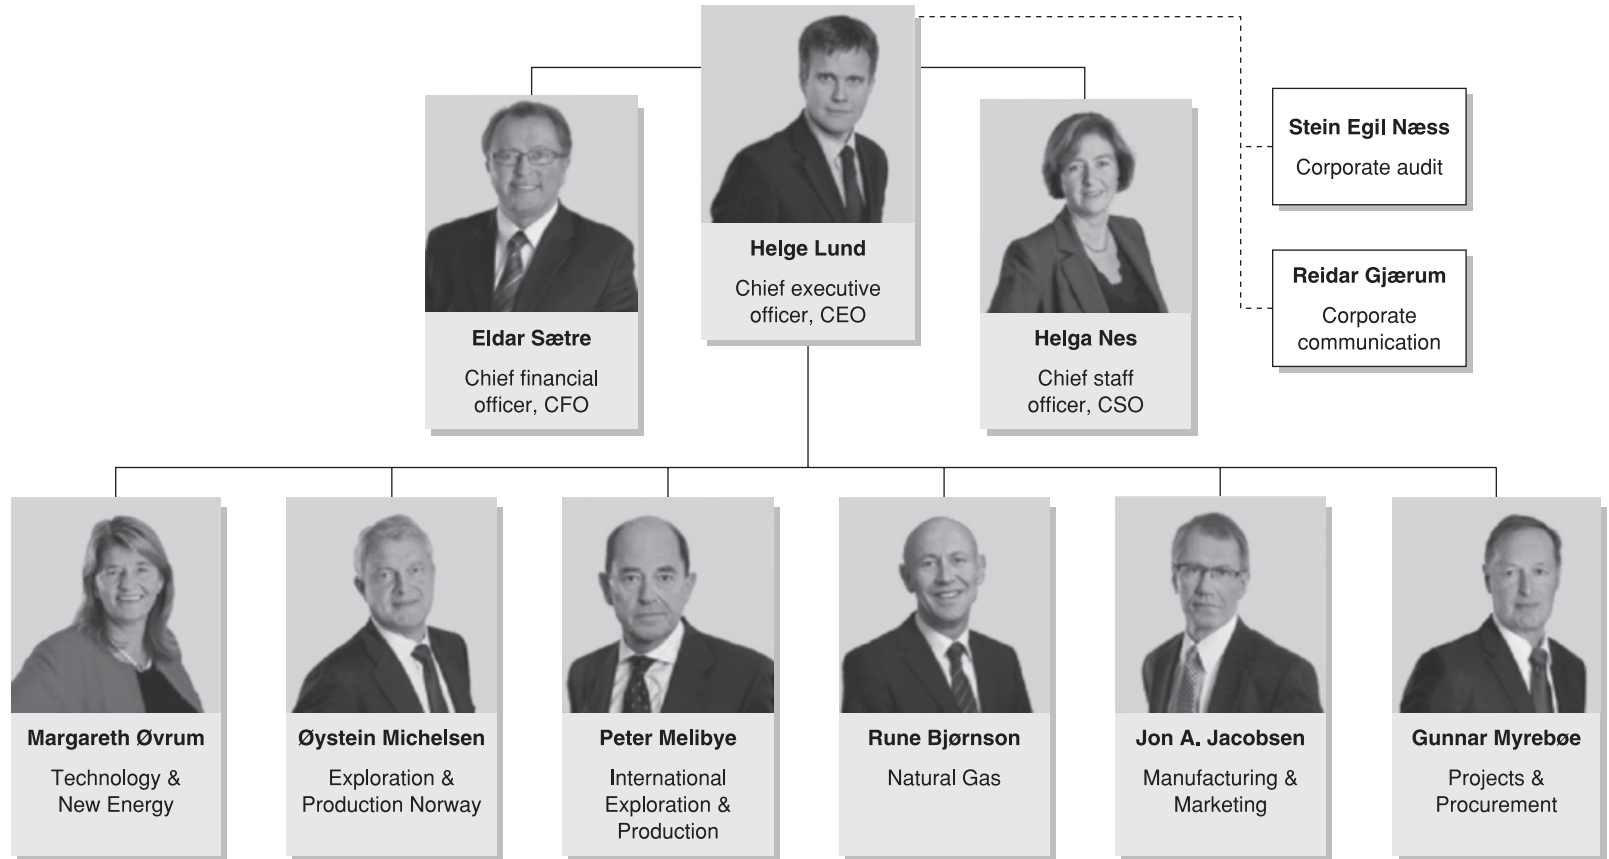 Helge Lund
Chief executive
officer, CEO
Eldar Sætre
Chief financial
officer, CFO
Helga Nes
Chief staff
officer, CSO
Stein Egil Næss
Corporate audit
Reidar Gjærum
Corporate
communication
Margareth Øvrum
Technology &
New Energy
Øystein Michelsen
Exploration &
Production Norway
Peter Melibye
International
Exploration &
Production
Rune Bjørnson
Natural Gas
Jon A. Jacobsen
Manufacturing &
Marketing
Gunnar Myrebøe
Projects &
Procurement